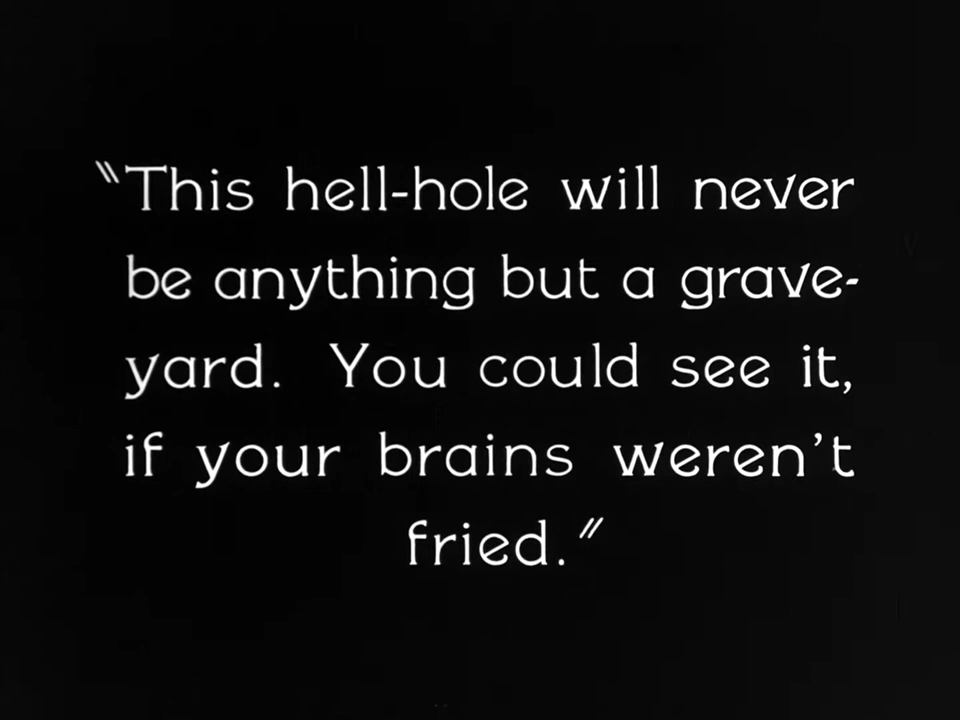 "This hell-hole will never
be anything but a grave-
yard. You could see it,
if your brains weren't
fried."